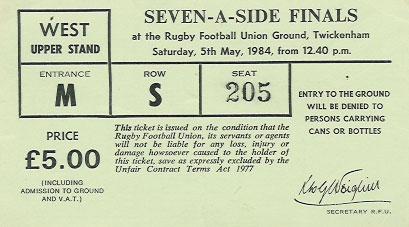 WEST
UPPER STAND
SEVEN-A-SIDE FINALS
at the Rugby Football Union Ground, Twickenham
Saturday, 5th May, 1984, from 12.40 p.m.
ENTRANCE
M
ROW
S
SEAT
205
ENTRY TO THE GROUND
WILL BE DENIED TO
PERSONS CARRYING
CANS OR BOTTLES
PRICE
£5.00
(INCLUDING
ADMISSION TO GROUND
and V.A.T.)
This ticket is issued on the condition that the
Rugby Football Union, its servants or agents
will not be liable for any loss, injury or
damage howsoever caused to the holder of
this ticket, save as expressly excluded by the
Unfair Contract Terms Act 1977
SECRETARY R.F.U.